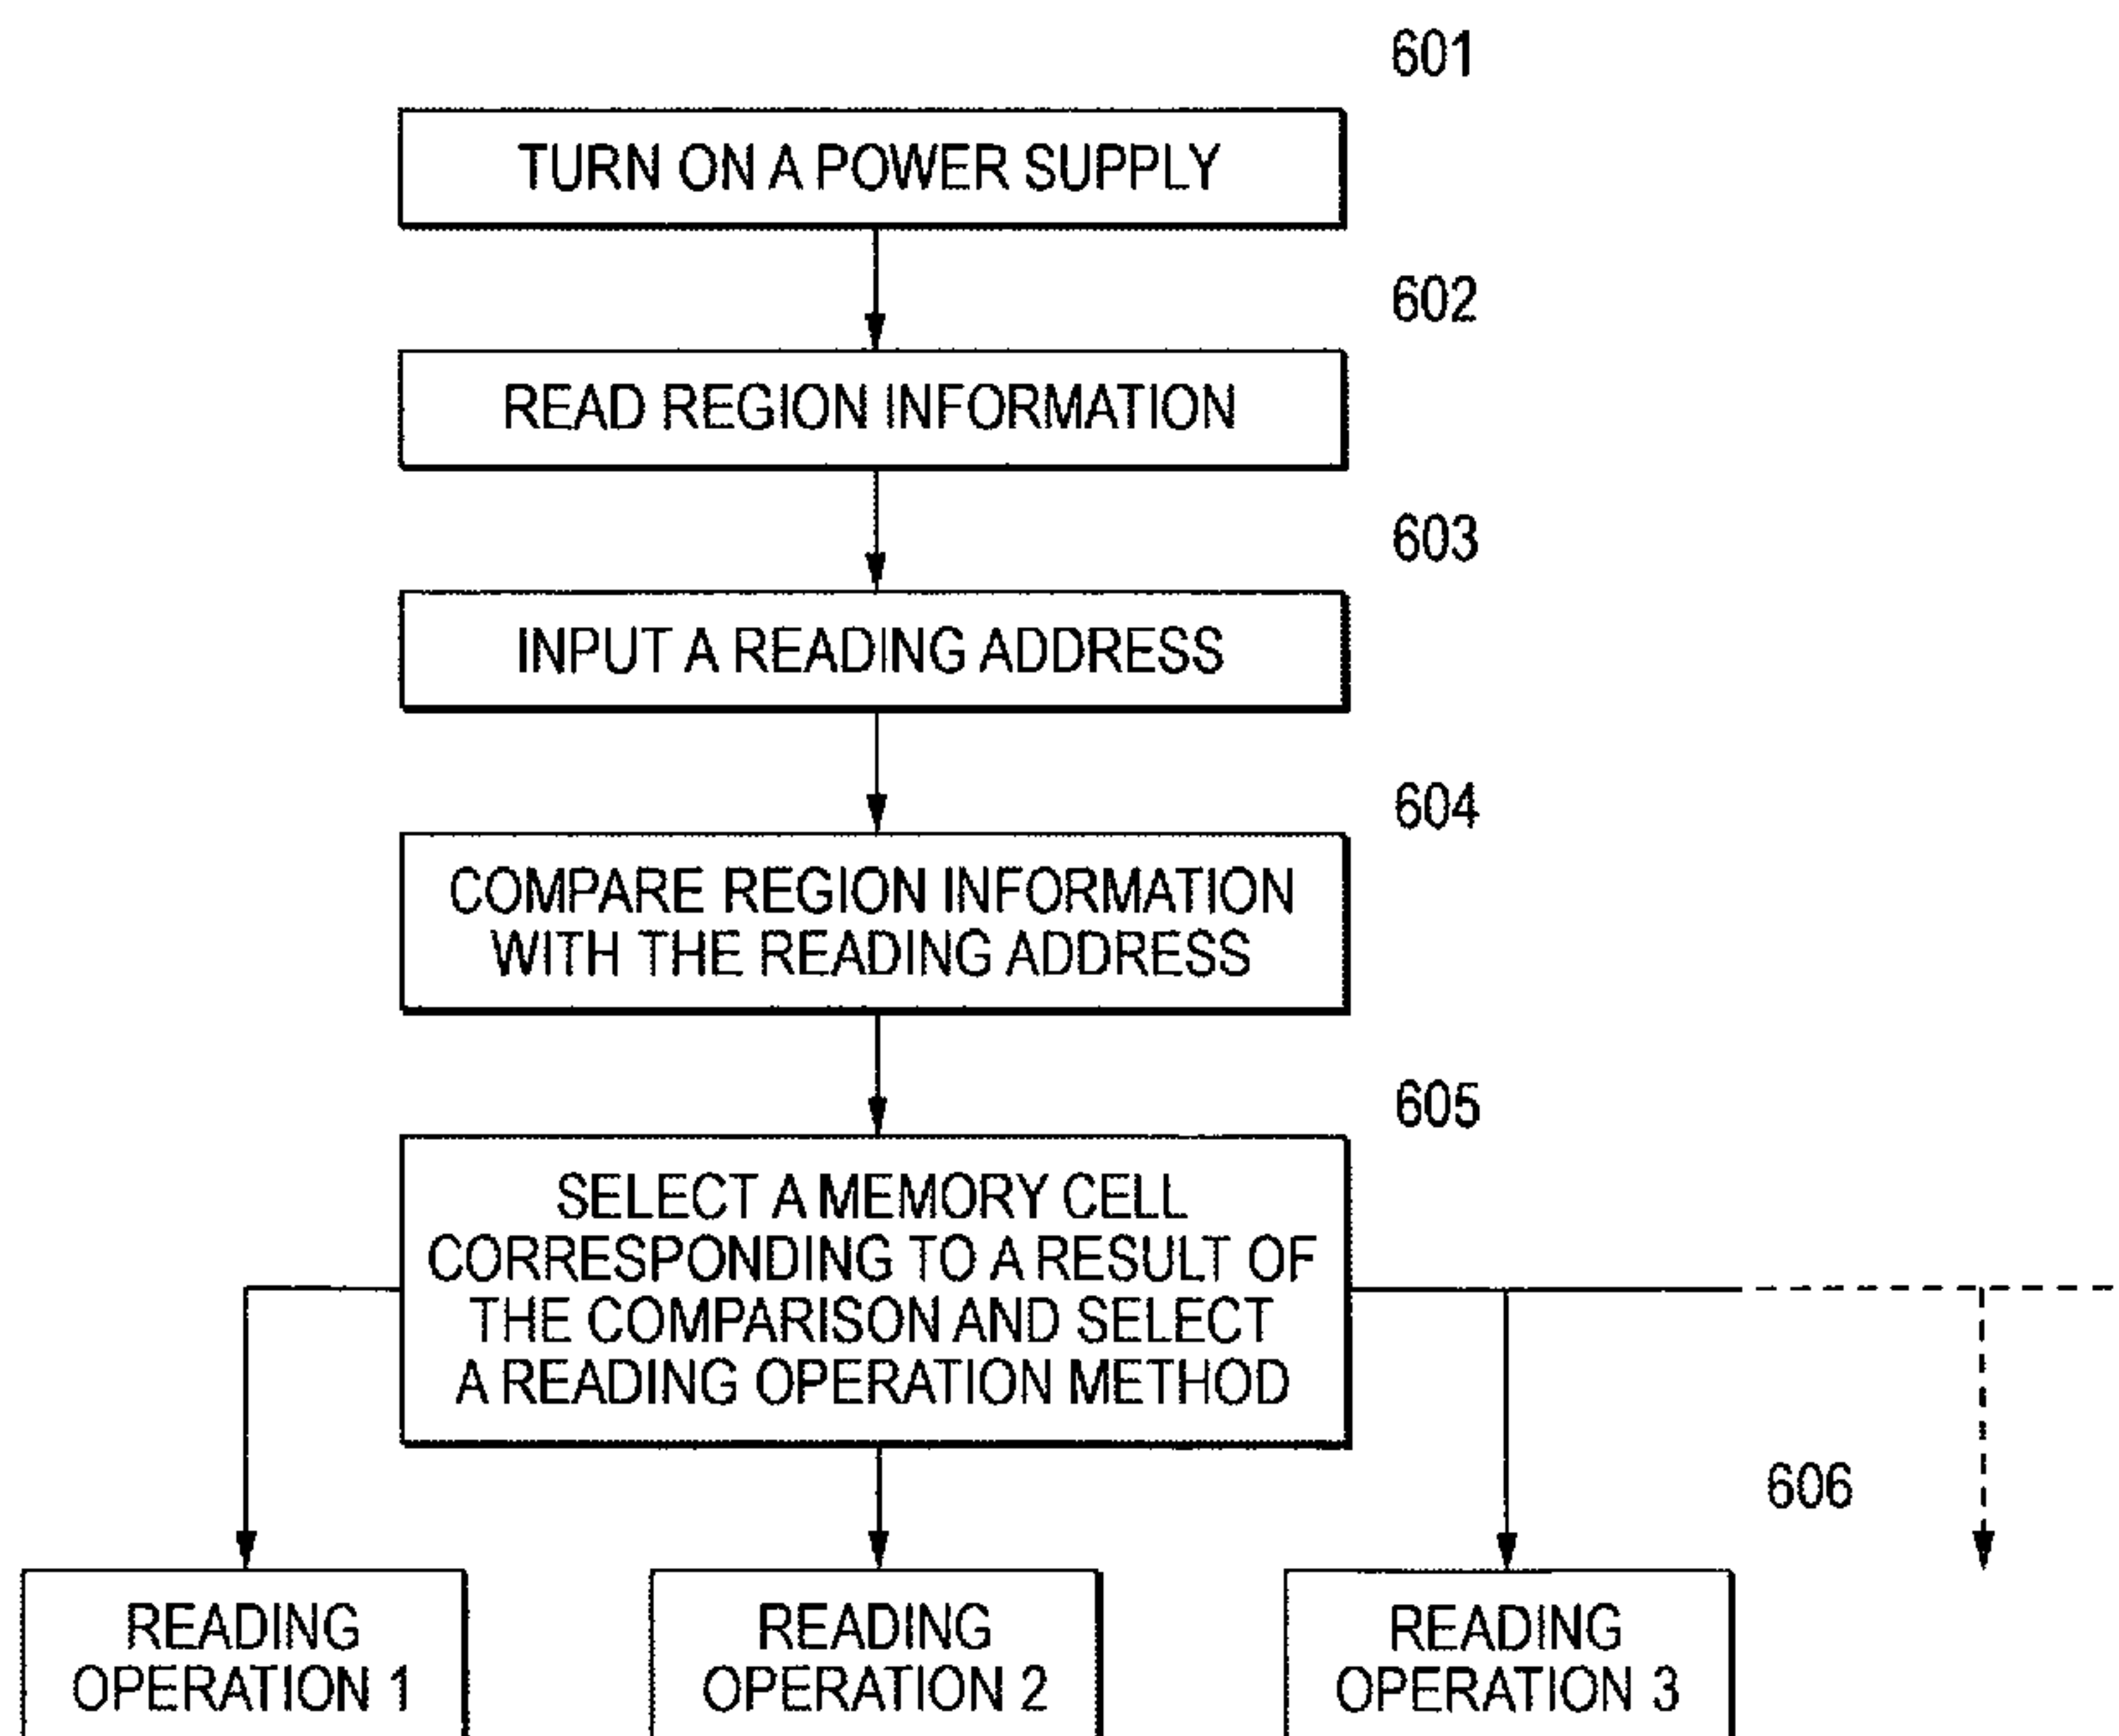 601
TURN ON A POWER SUPPLY
602
READ REGION INFORMATION
603
INPUT A READING ADDRESS
604
COMPARE REGION INFORMATION
WITH THE READING ADDRESS
605
SELECT A MEMORY CELL
CORRESPONDING TO A RESULT OF
THE COMPARISON AND SELECT
A READING OPERATION METHOD
606
READING
OPERATION 1
READING
OPERATION 2
READING
OPERATION 3